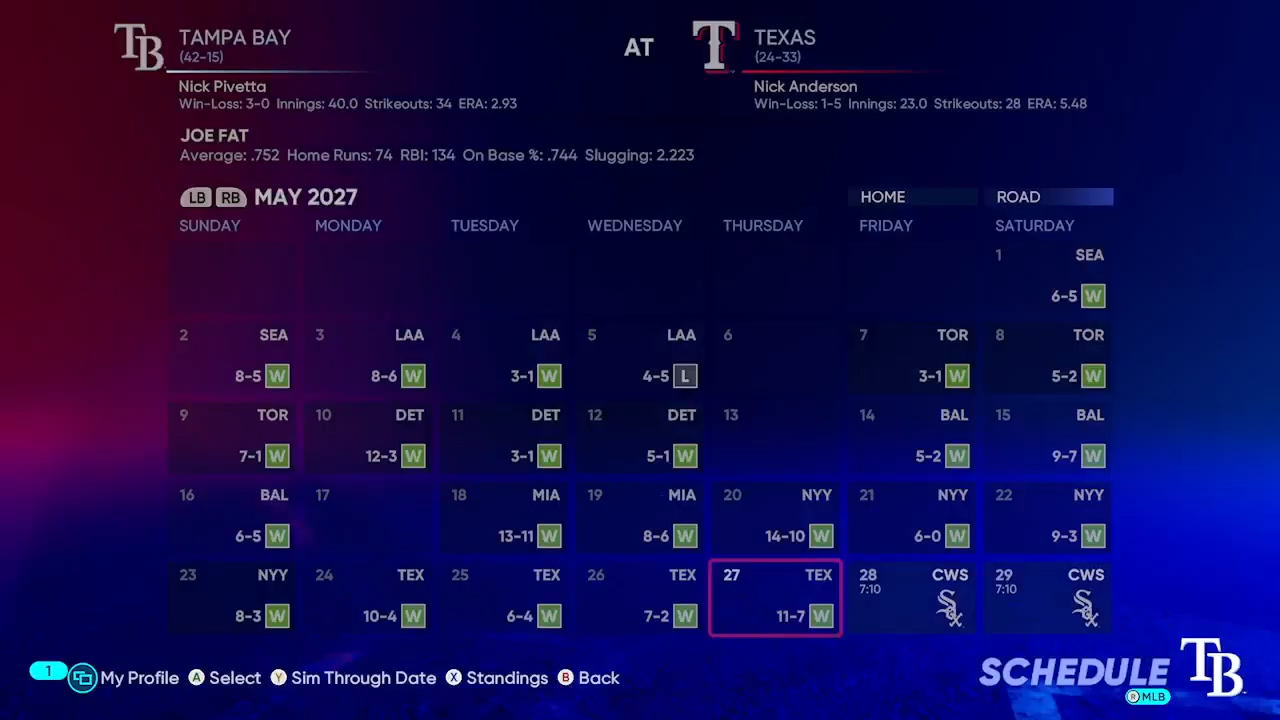 TB TAMPA BAY AT T TEXAS
(42-15) (24-33)
Nick Pivetta Nick Anderson
Win-Loss: 3-0 Innings: 40.0 Strikeouts: 34 ERA: 2.93 Win-Loss: 1-5 Innings: 23.0 Strikeouts: 28 ERA: 5.48
JOE FAT
Average: .752 Home Runs: 74 RBI: 134 On Base %: .744 Slugging: 2.223
LB RB MAY 2027 HOME ROAD
SUNDAY MONDAY TUESDAY WEDNESDAY THURSDAY FRIDAY SATURDAY
1 SEA
6-5 W
2 SEA 3 LAA 4 LAA 5 LAA 6 7 TOR 8 TOR
8-5 W 8-6 W 3-1 W 4-5 L 3-1 W 5-2 W
9 TOR 10 DET 11 DET 12 DET 13 14 BAL 15 BAL
7-1 W 12-3 W 3-1 W 5-1 W 5-2 W 9-7 W
16 BAL 17 18 MIA 19 MIA 20 NYY 21 NYY 22 NYY
6-5 W 13-11 W 8-6 W 14-10 W 6-0 W 9-3 W
23 NYY 24 TEX 25 TEX 26 TEX 27 TEX 28 CWS 29 CWS
7:10 Sox 7:10 Sox
8-3 W 10-4 W 6-4 W 7-2 W 11-7 W
1 My Profile A Select Y Sim Through Date X Standings B Back SCHEDULE TB
R MLB